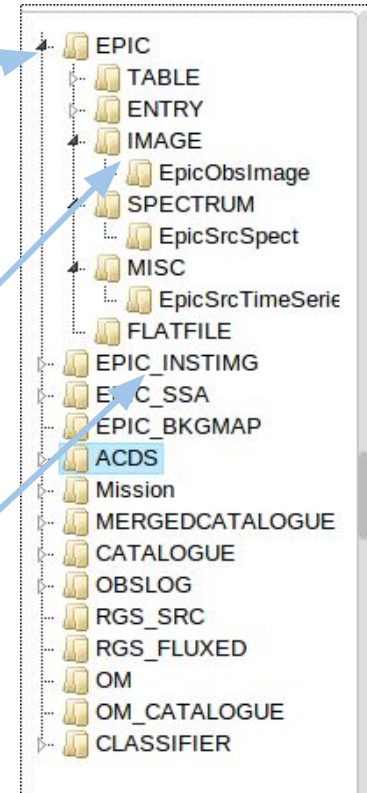 EPIC
TABLE
ENTRY
IMAGE
EpicObsImage
SPECTRUM
EpicSrcSpect
MISC
EpicSrcTimeSerie
FLATFILE
EPIC_INSTIMG
EPIC_SSA
EPIC_BKGMAP
ACDS
Mission
MERGEDCATALOGUE
CATALOGUE
OBSLOG
RGS_SRC
RGS_FLUXED
OM
OM_CATALOGUE
CLASSIFIER